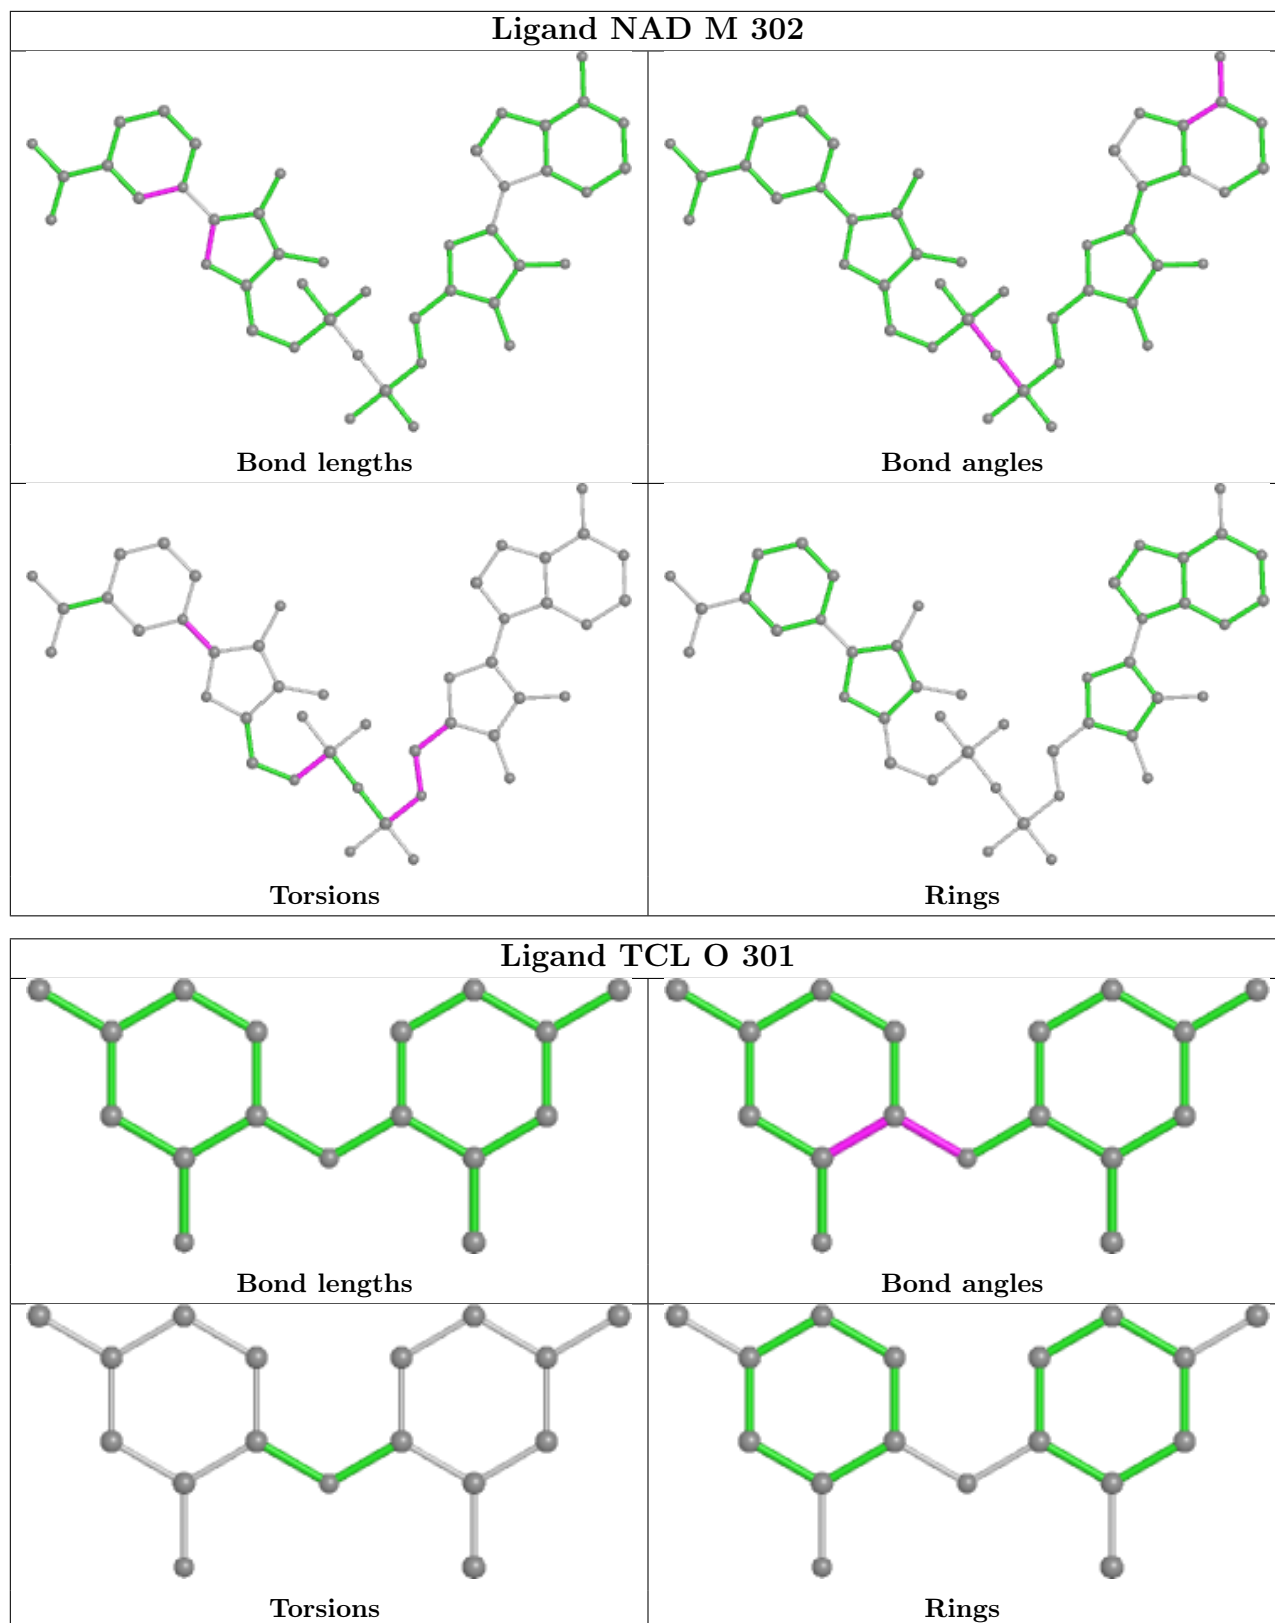 Ligand NAD M 302
Bond lengths
Bond angles
Torsions
Rings
Ligand TCL O 301
Bond lengths
Bond angles
Torsions
Rings